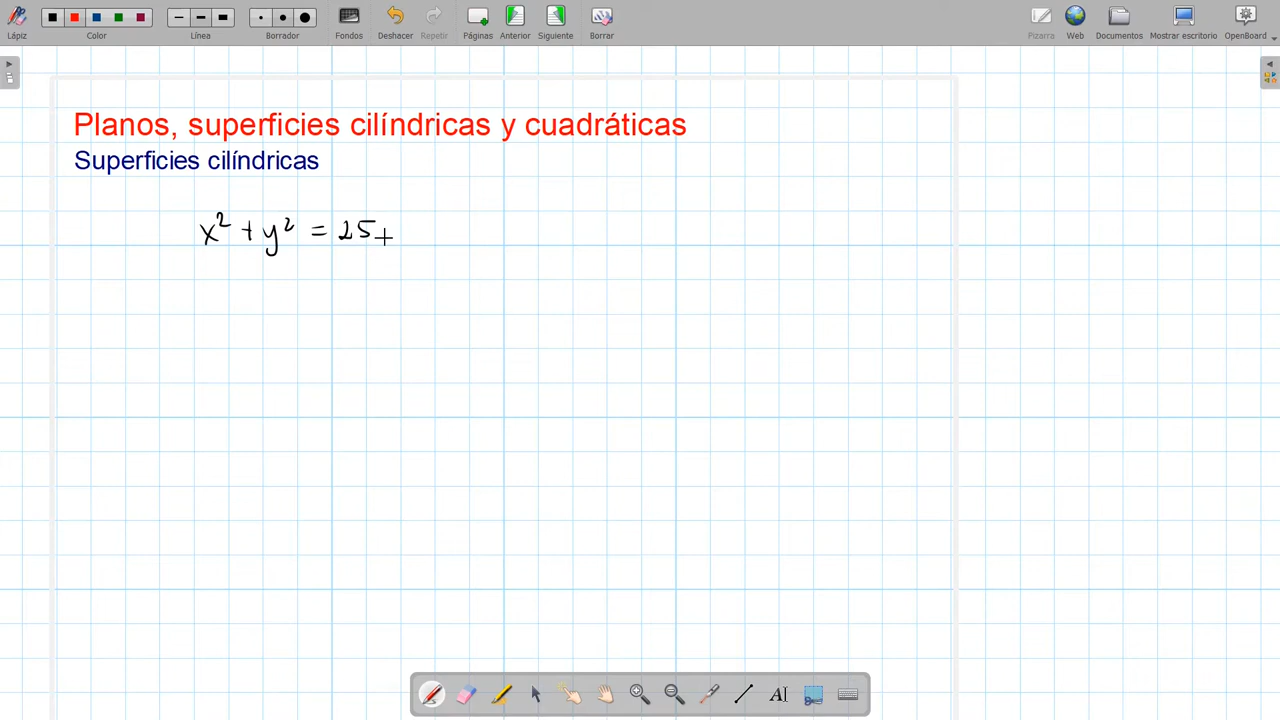 Lápiz Color Línea Borrador Fondos Deshacer Repetir Páginas Anterior Siguiente Borrar Pizarra Web Documentos Mostrar escritorio OpenBoard
Planos, superficies cilíndricas y cuadráticas
Superficies cilíndricas
x² + y² = 25